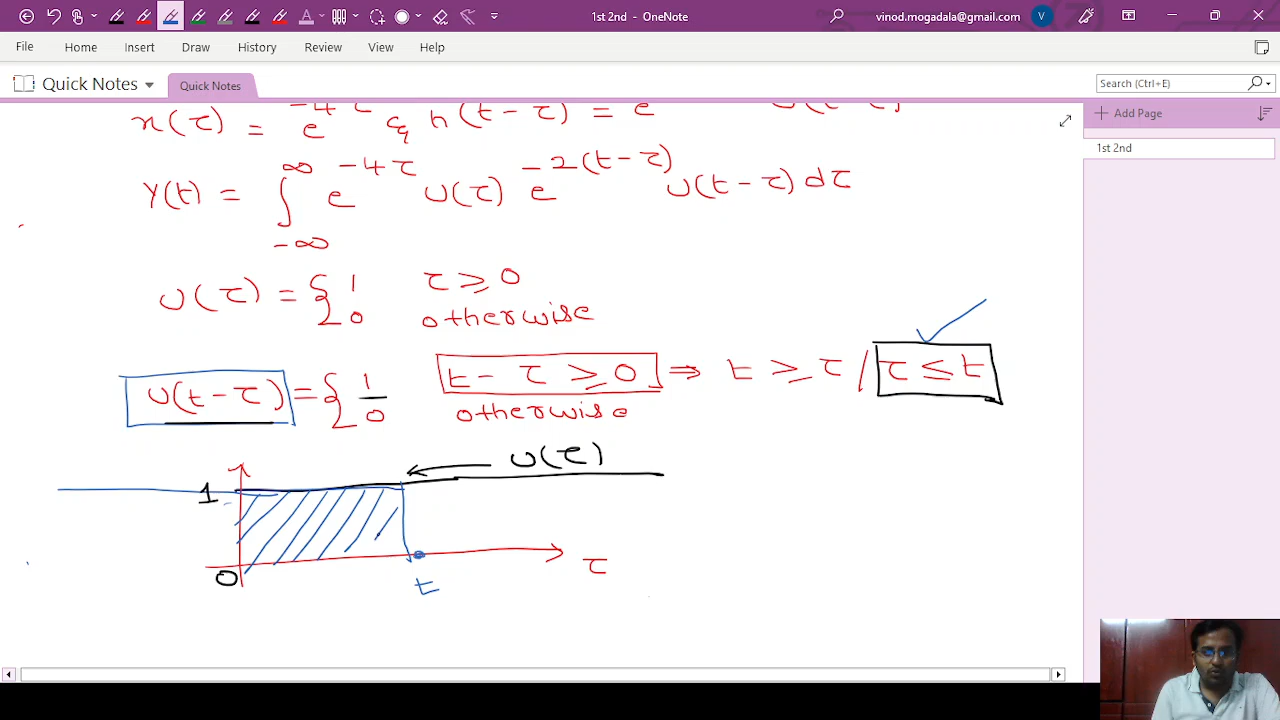 1st 2nd - OneNote
vinod.mogadala@gmail.com
V
File Home Insert Draw History Review View Help
Quick Notes
Quick Notes
Search (Ctrl+E)
Add Page
1st 2nd
x(τ) = e^-4τ & h(t-τ) = e
Y(t) = ∫_-∞^∞ e^-4τ u(τ) e^-2(t-τ) u(t-τ) dτ
u(τ) = { 1 τ ≥ 0
0 otherwise
u(t-τ) = { 1 t - τ ≥ 0 ⇒ t ≥ τ / τ ≤ t
0 otherwise
u(τ)
1
0
t
τ